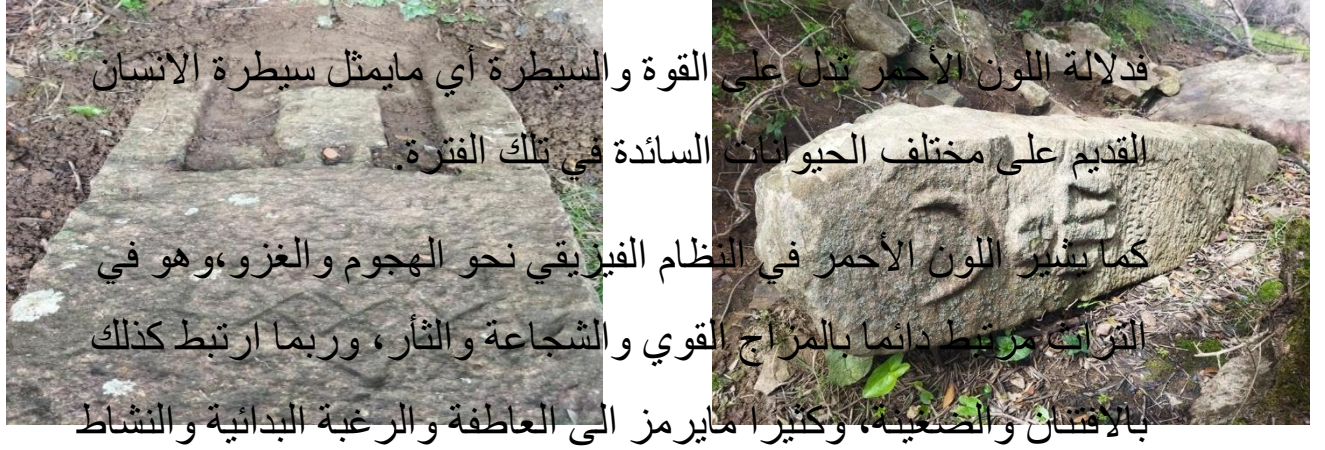 فدلالة اللون الأحمر تدل على القوة والسيطرة أي مايمثل سيطرة الانسان
القديم على مختلف الحيوانات السائدة في تلك الفترة.
كما يشير اللون الأحمر في النظام الفيزيقي نحو الهجوم والغزو،وهو في
التراث مرتبط دائما بالمزاج القوي والشجاعة والثأر، وربما ارتبط كذلك
بالافتتان والضغينة، وكثيرا مايرمز الى العاطفة والرغبة البدائية والنشاط